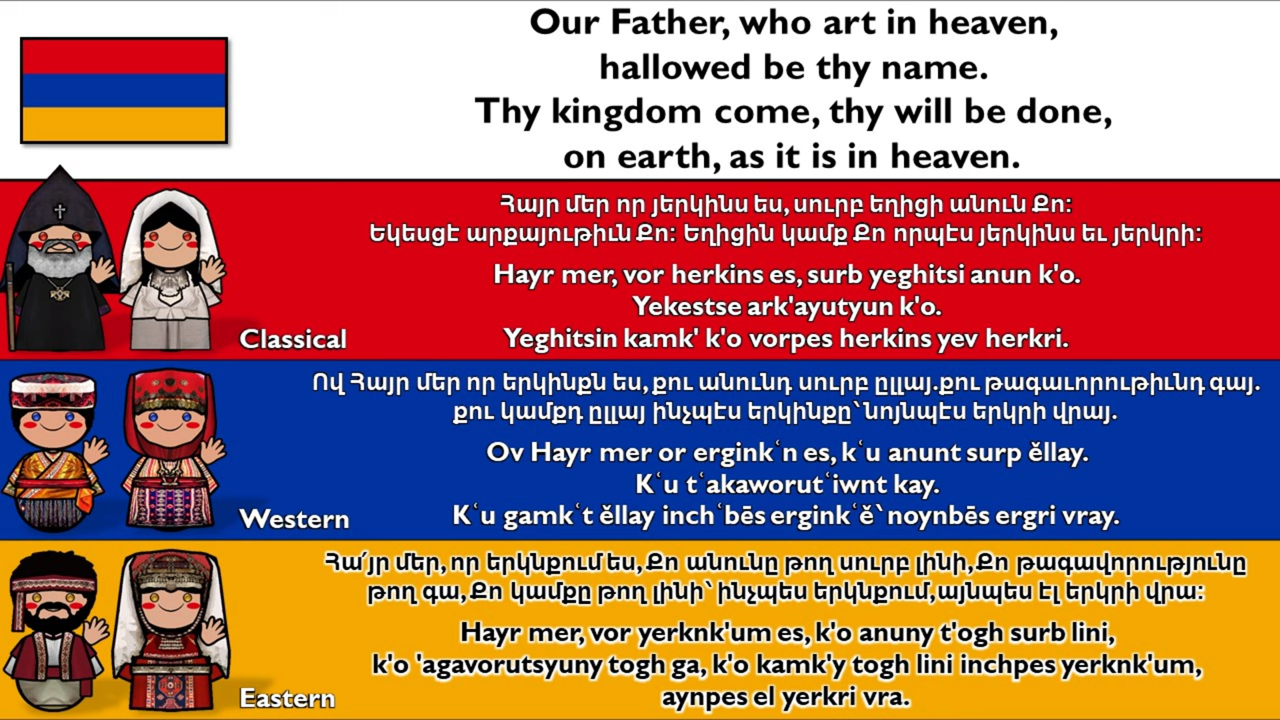 Our Father, who art in heaven,
hallowed be thy name.
Thy kingdom come, thy will be done,
on earth, as it is in heaven.
Հայր մեր որ յերկինս ես, սուրբ եղիցի անուն Քո:
Եկեսցէ արքայութիւն Քո: Եղիցին կամք Քո որպէս յերկինս եւ յերկրի:
Hayr mer, vor herkins es, surb yeghitsi anun k'o.
Yekestse ark'ayutyun k'o.
Yeghitsin kamk' k'o vorpes herkins yev herkri.
Classical
Ով Հայր մեր որ երկինքն ես, քու անունդ սուրբ ըլլայ.քու թագաւորութիւնդ գայ.
քու կամքդ ըլլայ ինչպէս երկինքը՝ նոյնպէս երկրի վրայ.
Ov Hayr mer or erginkʿn es, kʿu anunt surp ěllay.
Kʿu tʿakaworutʿiwnt kay.
Kʿu gamkʿt ěllay inchʿbēs erginkʿě՝ noynbēs ergri vray.
Western
Հա՛յր մեր, որ երկնքում ես, Քո անունը թող սուրբ լինի, Քո թագավորությունը
թող գա, Քո կամքը թող լինի՝ ինչպես երկնքում, այնպես էլ երկրի վրա:
Hayr mer, vor yerknk'um es, k'o anuny t'ogh surb lini,
k'o 'agavorutsyuny togh ga, k'o kamk'y togh lini inchpes yerknk'um,
aynpes el yerkri vra.
Eastern